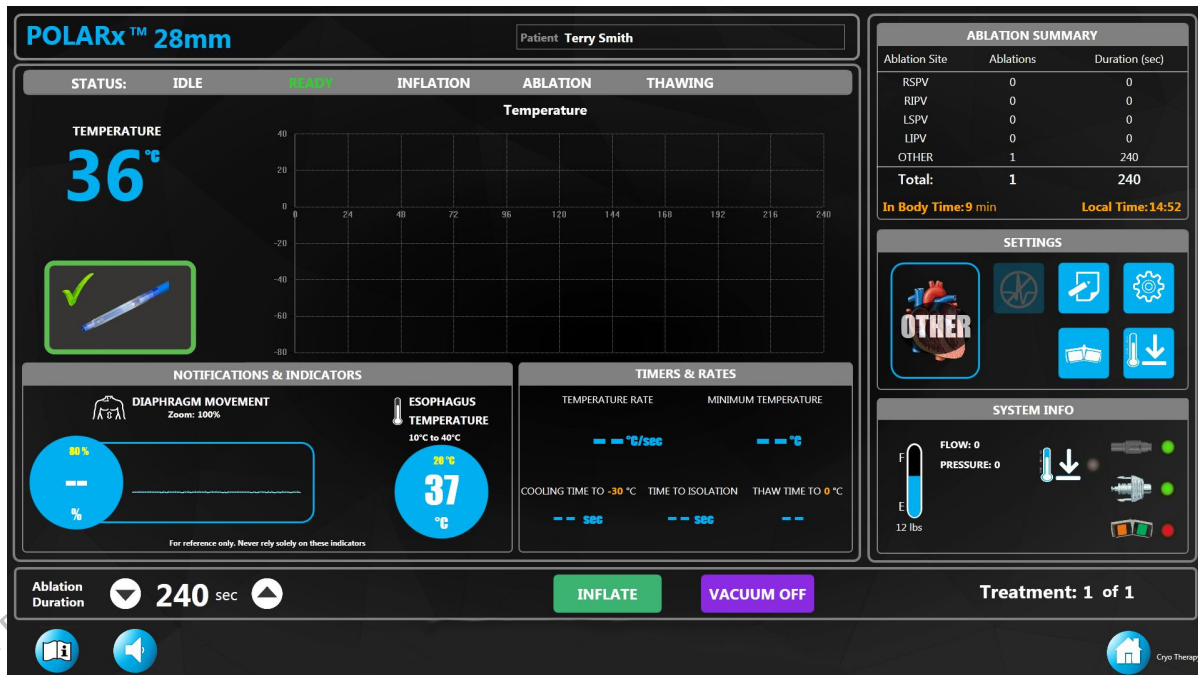 POLARx™ 28mm
Patient Terry Smith
STATUS: IDLE READY INFLATION ABLATION THAWING
TEMPERATURE
36 °C
Temperature
40
20
0
-20
-40
-60
-80
0 24 48 72 96 120 144 168 192 216 240
NOTIFICATIONS & INDICATORS
DIAPHRAGM MOVEMENT
Zoom: 100%
80 %
--
%
ESOPHAGUS
TEMPERATURE
10°C to 40°C
20 °C
37
°C
For reference only. Never rely solely on these indicators
TIMERS & RATES
TEMPERATURE RATE MINIMUM TEMPERATURE
-- °C/sec -- °C
COOLING TIME TO -30 °C TIME TO ISOLATION THAW TIME TO 0 °C
-- sec -- sec --
ABLATION SUMMARY
Ablation Site Ablations Duration (sec)
RSPV 0 0
RIPV 0 0
LSPV 0 0
LIPV 0 0
OTHER 1 240
Total: 1 240
In Body Time: 9 min Local Time: 14:52
SETTINGS
OTHER
SYSTEM INFO
F
E
12 lbs
FLOW: 0
PRESSURE: 0
Ablation
Duration
240 sec
INFLATE
VACUUM OFF
Treatment: 1 of 1
i
Cryo Therapy